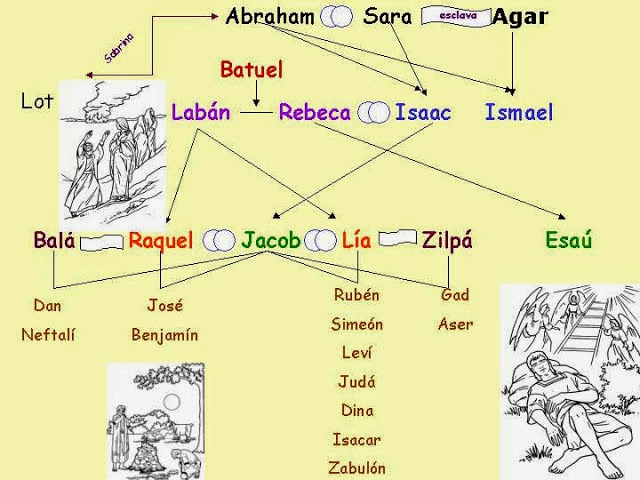 Abraham Sara esclava Agar
Sobrina
Batuel
Lot
Labán Rebeca Isaac Ismael
Balá Raquel Jacob Lía Zilpá Esaú
Dan José Rubén Gad
Neftalí Benjamín Simeón Aser
Leví
Judá
Dina
Isacar
Zabulón